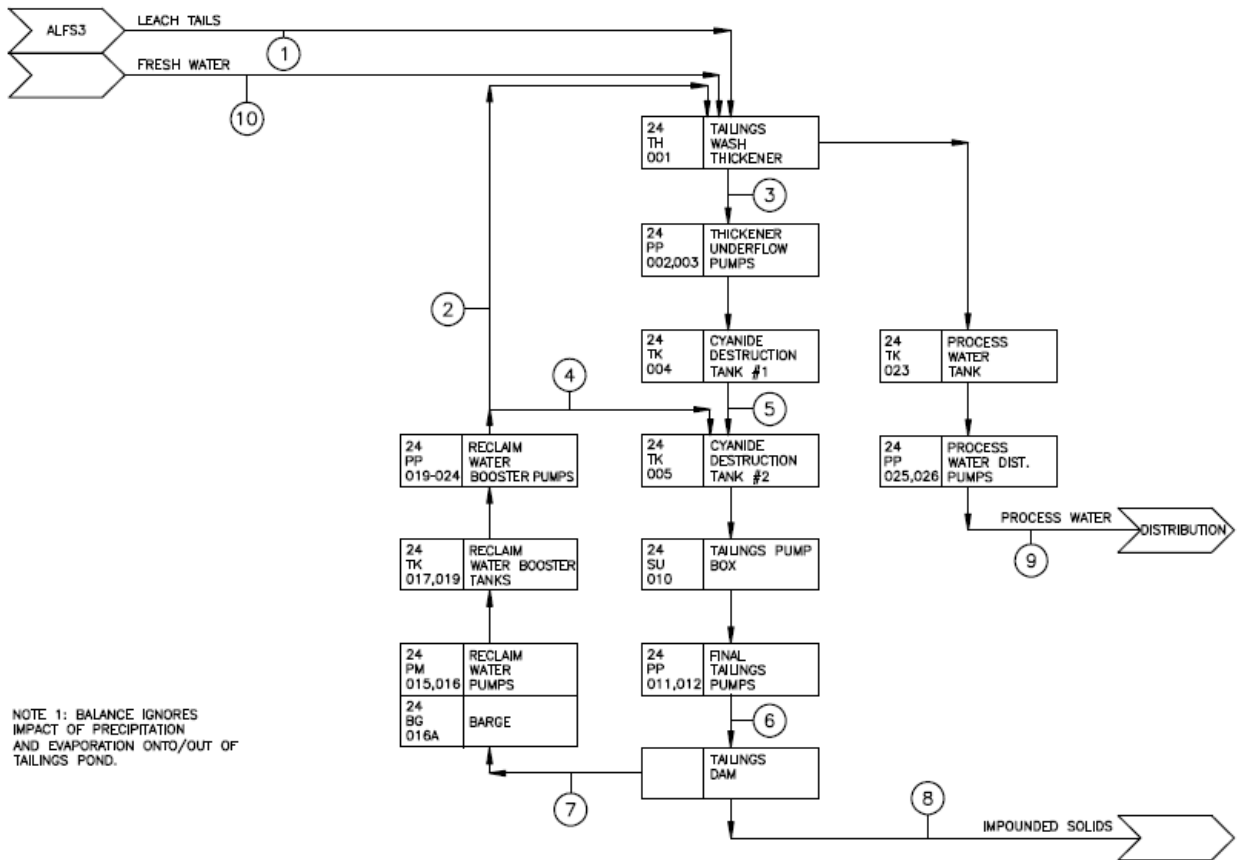 ALFS3
LEACH TAILS
1
FRESH WATER
10
24
TH
001
TAILINGS
WASH
THICKENER
3
24
PP
002,003
THICKENER
UNDERFLOW
PUMPS
2
24
TK
004
CYANIDE
DESTRUCTION
TANK #1
24
TK
023
PROCESS
WATER
TANK
4
5
24
PP
019-024
RECLAIM
WATER
BOOSTER PUMPS
24
TK
005
CYANIDE
DESTRUCTION
TANK #2
24
PP
025,026
PROCESS
WATER DIST.
PUMPS
PROCESS WATER
DISTRIBUTION
9
24
TK
017,019
RECLAIM
WATER BOOSTER
TANKS
24
SU
010
TAILINGS PUMP
BOX
24
PM
015,016
RECLAIM
WATER
PUMPS
24
PP
011,012
FINAL
TAILINGS
PUMPS
24
BG
016A
BARGE
6
NOTE 1: BALANCE IGNORES
IMPACT OF PRECIPITATION
AND EVAPORATION ONTO/OUT OF
TAILINGS POND.
TAILINGS
DAM
7
8
IMPOUNDED SOLIDS